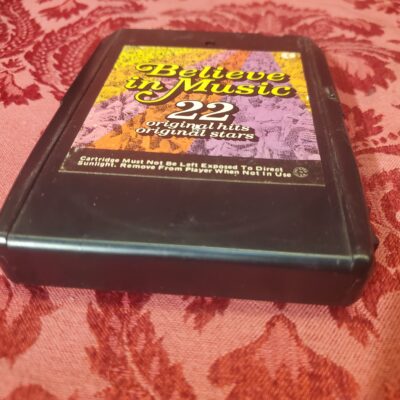 Believe
in Music
22
original hits
original stars
Cartridge Must Not Be Left Exposed To Direct
Sunlight. Remove From Player When Not In Use